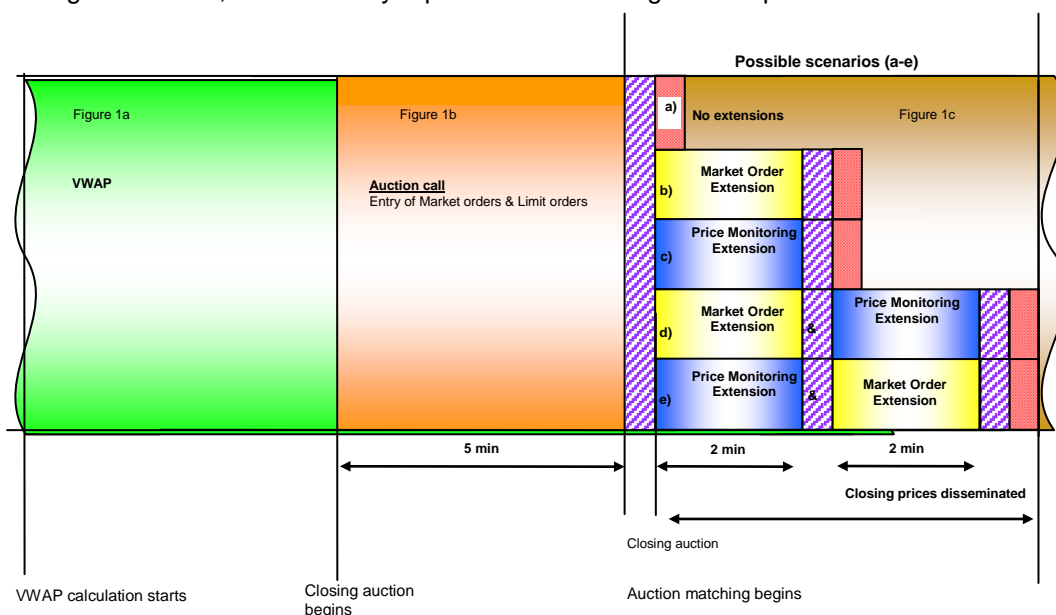 Possible scenarios (a-e)
Figure 1a
Figure 1b
a)
No extensions
Figure 1c
VWAP
Auction call
Entry of Market orders & Limit orders
b)
Market Order
Extension
c)
Price Monitoring
Extension
d)
Market Order
Extension
&
Price Monitoring
Extension
e)
Price Monitoring
Extension
&
Market Order
Extension
5 min
2 min
2 min
Closing prices disseminated
Closing auction
VWAP calculation starts
Closing auction
begins
Auction matching begins